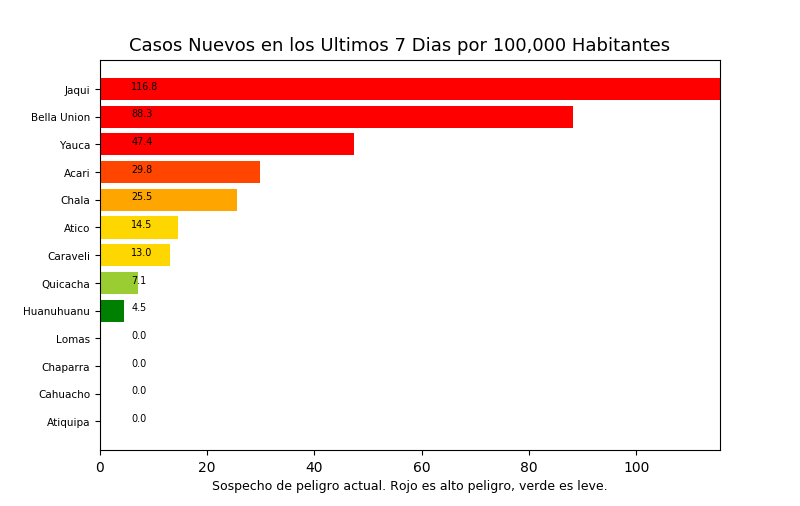 Casos Nuevos en los Ultimos 7 Dias por 100,000 Habitantes
Jaqui 116.8
Bella Union 88.3
Yauca 47.4
Acari 29.8
Chala 25.5
Atico 14.5
Caraveli 13.0
Quicacha 7.1
Huanuhuanu 4.5
Lomas 0.0
Chaparra 0.0
Cahuacho 0.0
Atiquipa 0.0
0 20 40 60 80 100
Sospecho de peligro actual. Rojo es alto peligro, verde es leve.